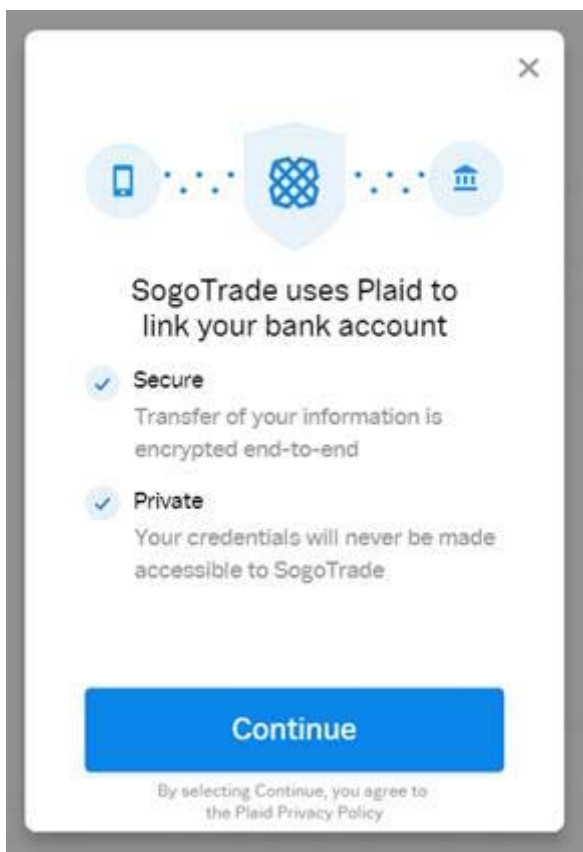 SogoTrade uses Plaid to
link your bank account
Secure
Transfer of your information is
encrypted end-to-end
Private
Your credentials will never be made
accessible to SogoTrade
Continue
By selecting Continue, you agree to
the Plaid Privacy Policy